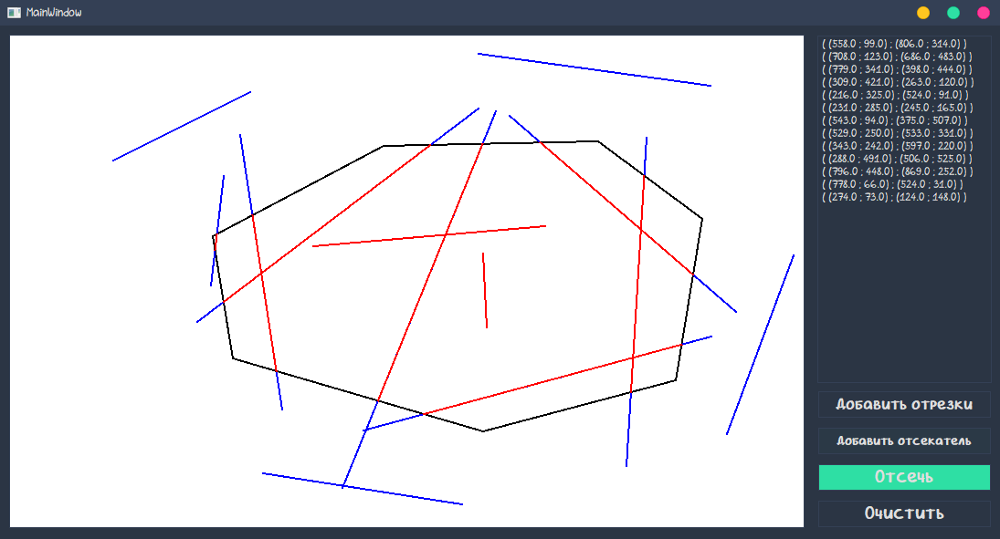 MainWindow
( (558.0 ; 99.0) ; (806.0 ; 314.0) )
( (708.0 ; 123.0) ; (686.0 ; 483.0) )
( (779.0 ; 341.0) ; (398.0 ; 444.0) )
( (309.0 ; 421.0) ; (263.0 ; 120.0) )
( (216.0 ; 325.0) ; (524.0 ; 91.0) )
( (231.0 ; 285.0) ; (245.0 ; 165.0) )
( (543.0 ; 94.0) ; (375.0 ; 507.0) )
( (529.0 ; 250.0) ; (533.0 ; 331.0) )
( (343.0 ; 242.0) ; (597.0 ; 220.0) )
( (288.0 ; 491.0) ; (506.0 ; 525.0) )
( (796.0 ; 448.0) ; (869.0 ; 252.0) )
( (778.0 ; 66.0) ; (524.0 ; 31.0) )
( (274.0 ; 73.0) ; (124.0 ; 148.0) )
Добавить отрезки
Добавить отсекатель
Отсечь
Очистить